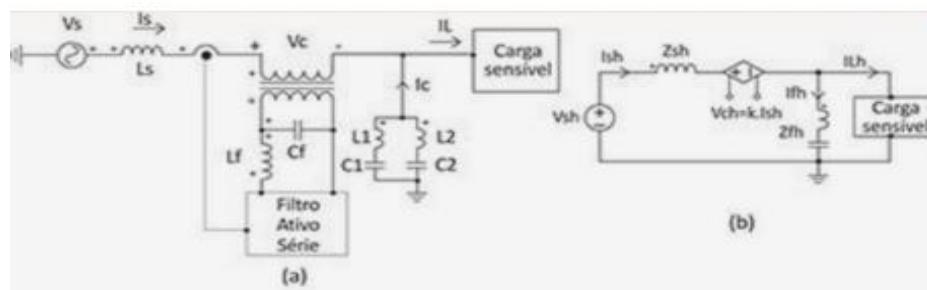 Vs
Is
Ls
Vc
IL
Carga
sensível
Ic
L1
L2
C1
C2
Lf
Cf
Filtro
Ativo
Série
(a)
Ish
Zsh
ILh
Vsh
Vch=k.Ish
Ifh
Zfh
Carga
sensível
(b)